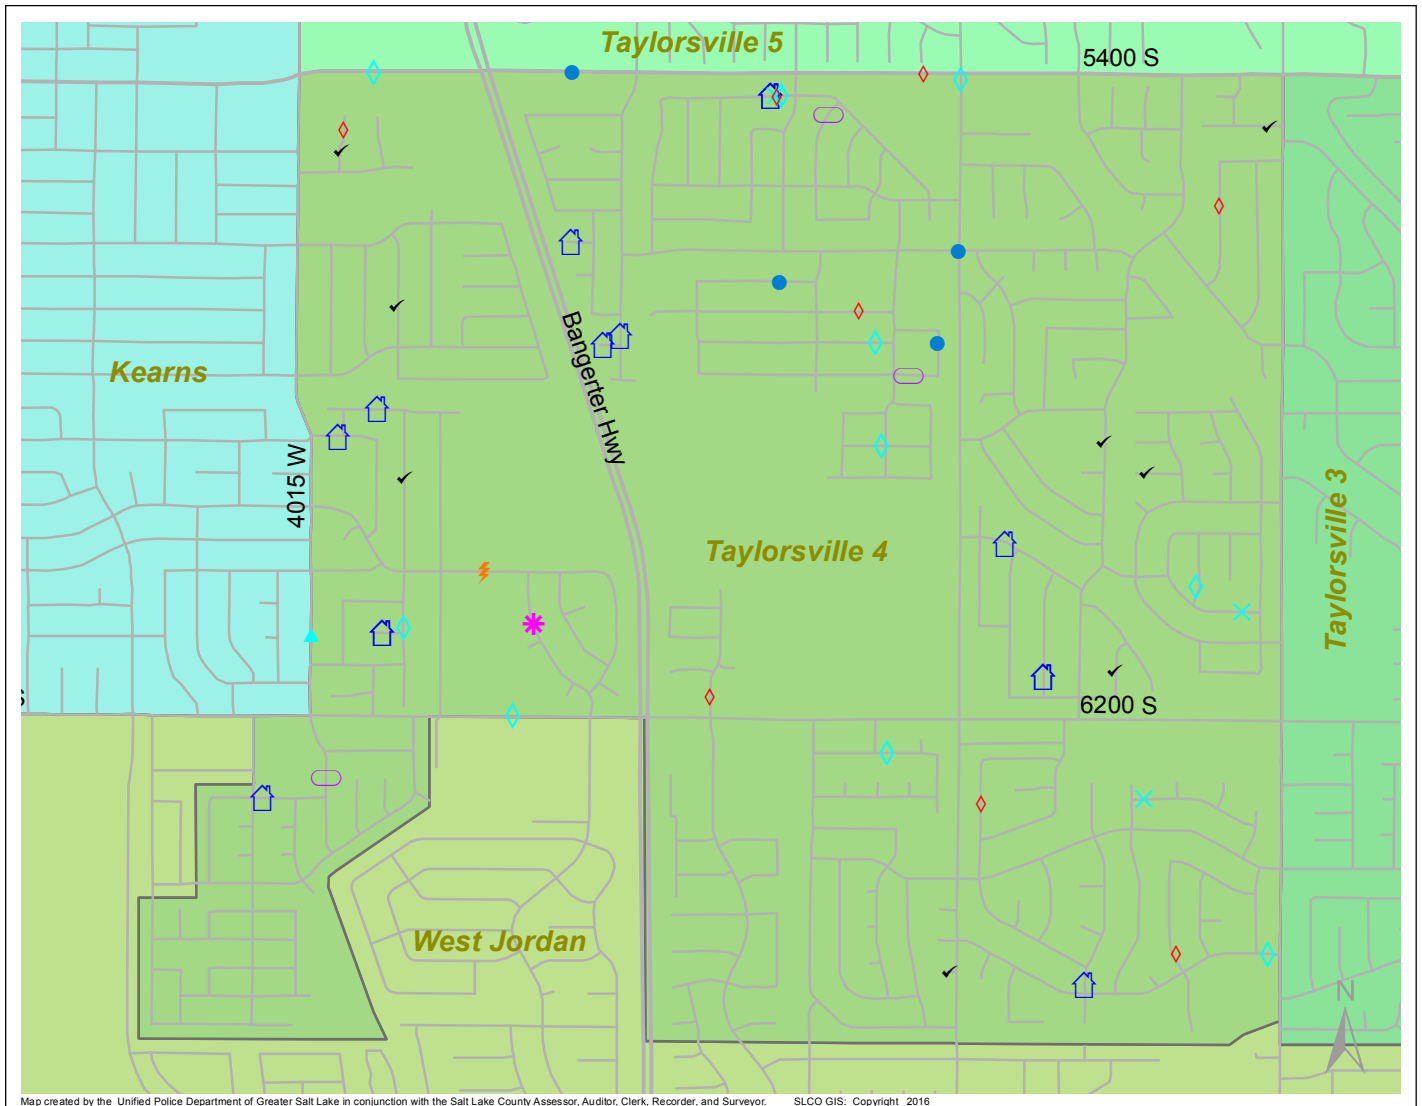 Taylorsville 5
5400 S
Bangerter Hwy
Kearns
4015 W
Taylorsville 4
Taylorsville 3
6200 S
West Jordan
N
Map created by the Unified Police Department of Greater Salt Lake in conjunction with the Salt Lake County Assessor, Auditor, Clerk, Recorder, and Surveyor. SLCO GIS: Copyright 2016